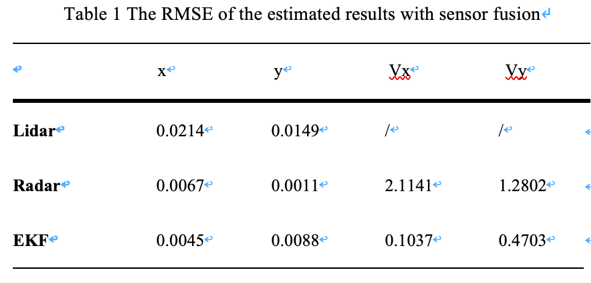 Table 1 The RMSE of the estimated results with sensor fusion
x y Vx Vy
Lidar 0.0214 0.0149 / /
Radar 0.0067 0.0011 2.1141 1.2802
EKF 0.0045 0.0088 0.1037 0.4703